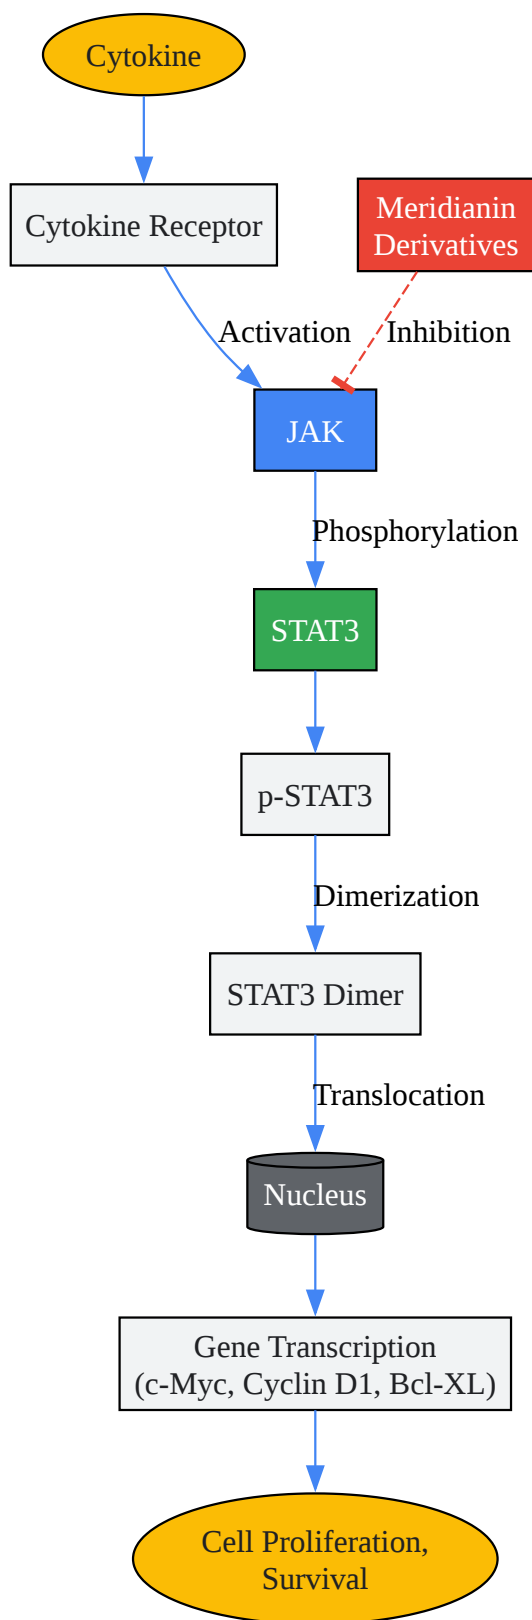 Cytokine
Cytokine Receptor
Meridianin
Derivatives
Activation
Inhibition
JAK
Phosphorylation
STAT3
p-STAT3
Dimerization
STAT3 Dimer
Translocation
Nucleus
Gene Transcription
(c-Myc, Cyclin D1, Bcl-XL)
Cell Proliferation,
Survival